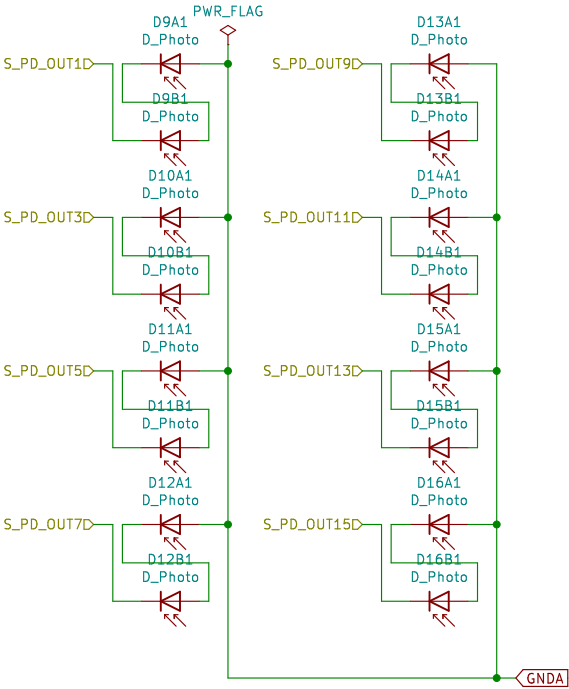 PWR_FLAG
D9A1
D_Photo
S_PD_OUT1
D9B1
D_Photo
D10A1
D_Photo
S_PD_OUT3
D10B1
D_Photo
D11A1
D_Photo
S_PD_OUT5
D11B1
D_Photo
D12A1
D_Photo
S_PD_OUT7
D12B1
D_Photo
D13A1
D_Photo
S_PD_OUT9
D13B1
D_Photo
D14A1
D_Photo
S_PD_OUT11
D14B1
D_Photo
D15A1
D_Photo
S_PD_OUT13
D15B1
D_Photo
D16A1
D_Photo
S_PD_OUT15
D16B1
D_Photo
GNDA